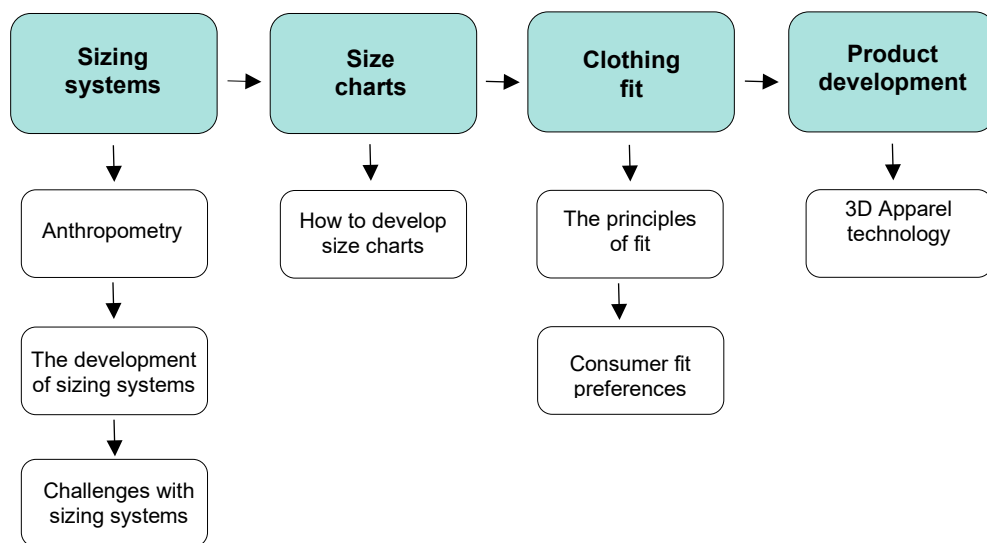 Sizing
systems
Size
charts
Clothing
fit
Product
development
Anthropometry
How to develop
size charts
The principles
of fit
3D Apparel
technology
The development
of sizing systems
Consumer fit
preferences
Challenges with
sizing systems